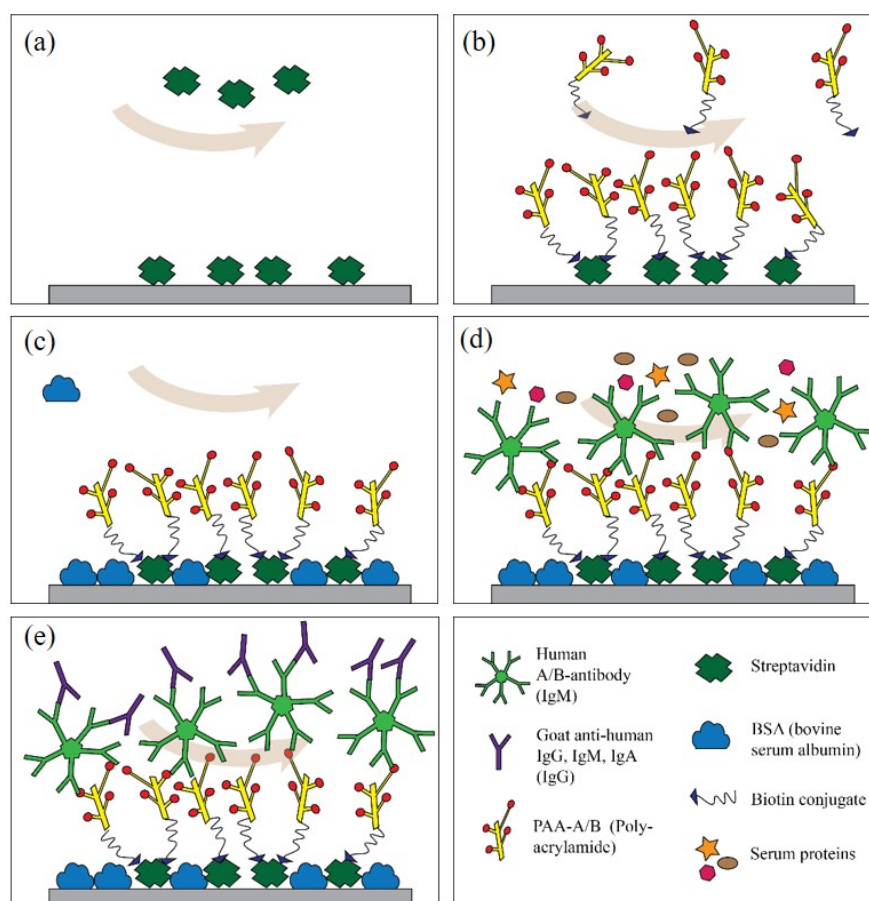 (a)
(b)
(c)
(d)
(e)
Human
A/B-antibody
(IgM)
Goat anti-human
IgG, IgM, IgA
(IgG)
PAA-A/B (Poly-
acrylamide)
Streptavidin
BSA (bovine
serum albumin)
Biotin conjugate
Serum proteins